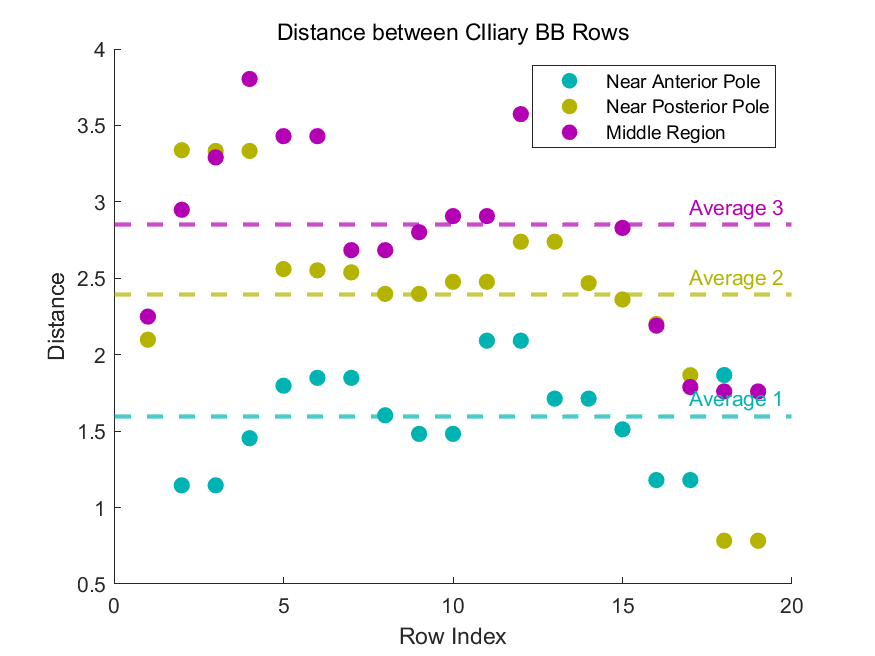 Distance between CIliary BB Rows
4
3.5
3
2.5
2
1.5
1
0.5
Distance
Near Anterior Pole
Near Posterior Pole
Middle Region
Average 3
Average 2
Average 1
0
5
10
15
20
Row Index